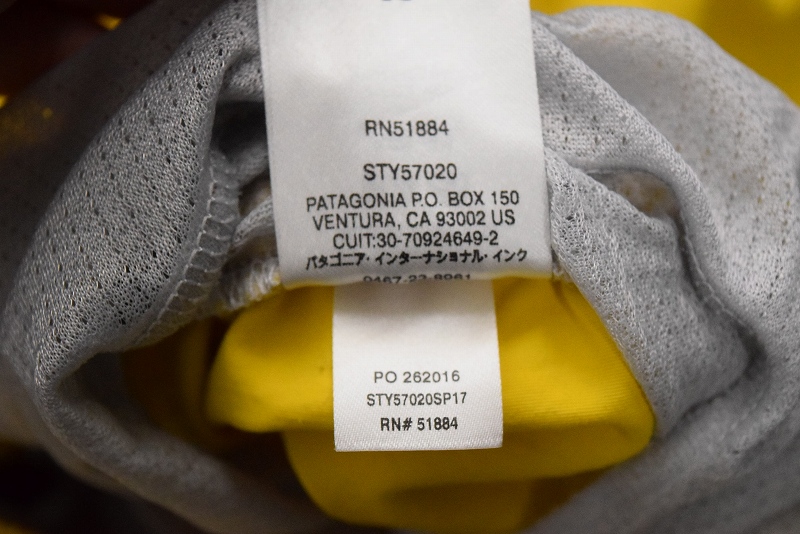 RN51884
STY57020
PATAGONIA P.O. BOX 150
VENTURA, CA 93002 US
CUIT:30-70924649-2
パタゴニア・インターナショナル・インク
PO 262016
STY57020SP17
RN# 51884